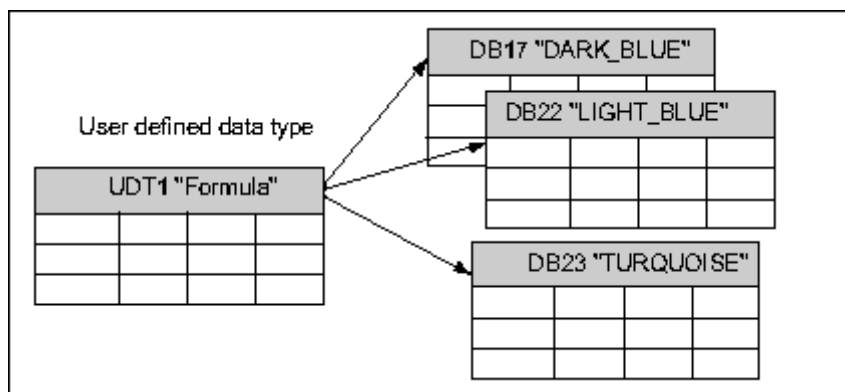 DB17 "DARK_BLUE"
DB22 "LIGHT_BLUE"
User defined data type
UDT1 "Formula"
DB23 "TURQUOISE"